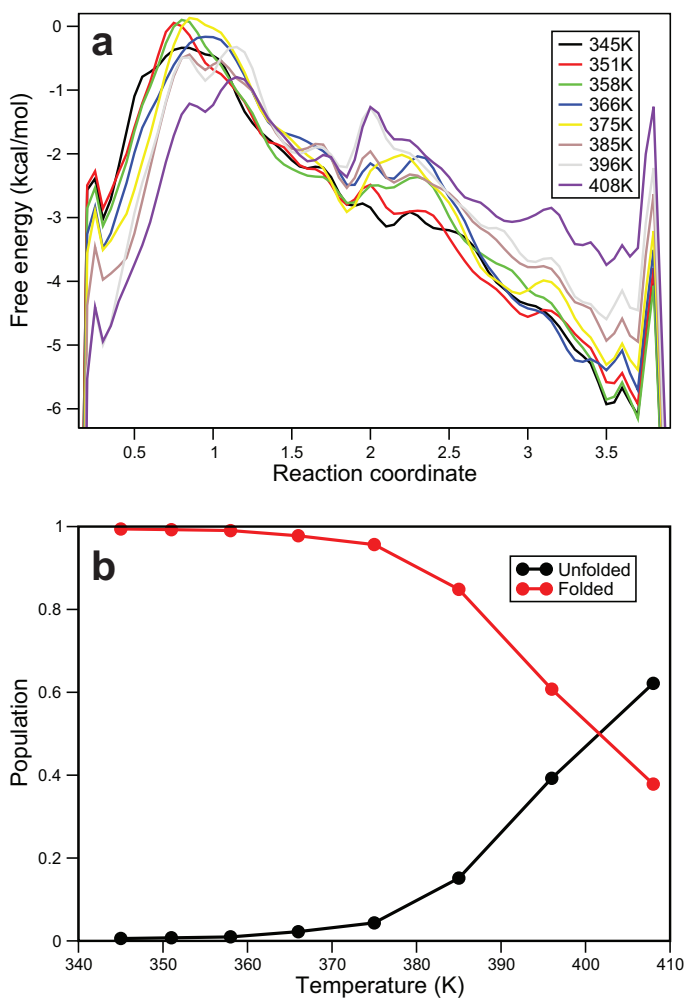 a
0
-1
-2
-3
-4
-5
-6
Free energy (kcal/mol)
345K
351K
358K
366K
375K
385K
396K
408K
0.5 1 1.5 2 2.5 3 3.5
Reaction coordinate
b
1
0.8
0.6
0.4
0.2
0
Population
Unfolded
Folded
340 350 360 370 380 390 400 410
Temperature (K)